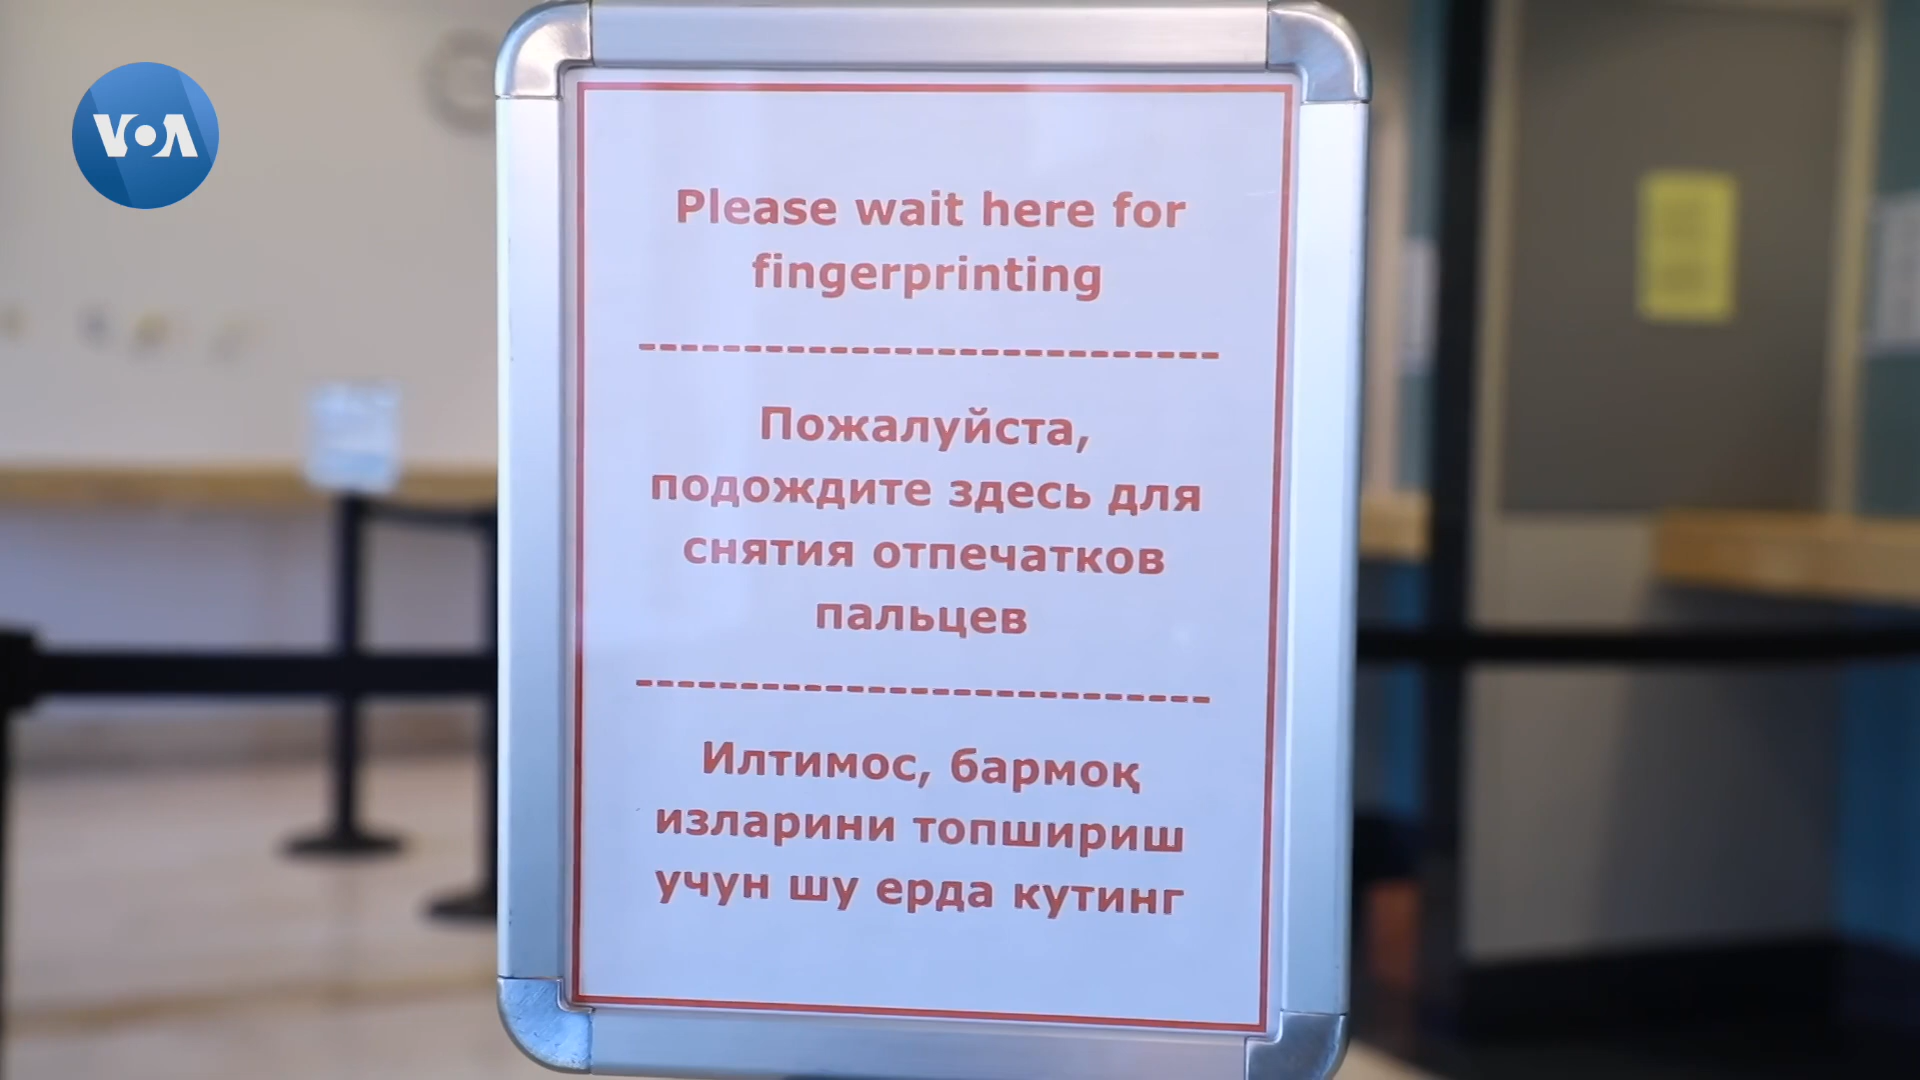 VOA
Please wait here for
fingerprinting
---------------------------
Пожалуйста,
подождите здесь для
снятия отпечатков
пальцев
---------------------------
Илтимос, бармоқ
изларини топшириш
учун шу ерда кутинг